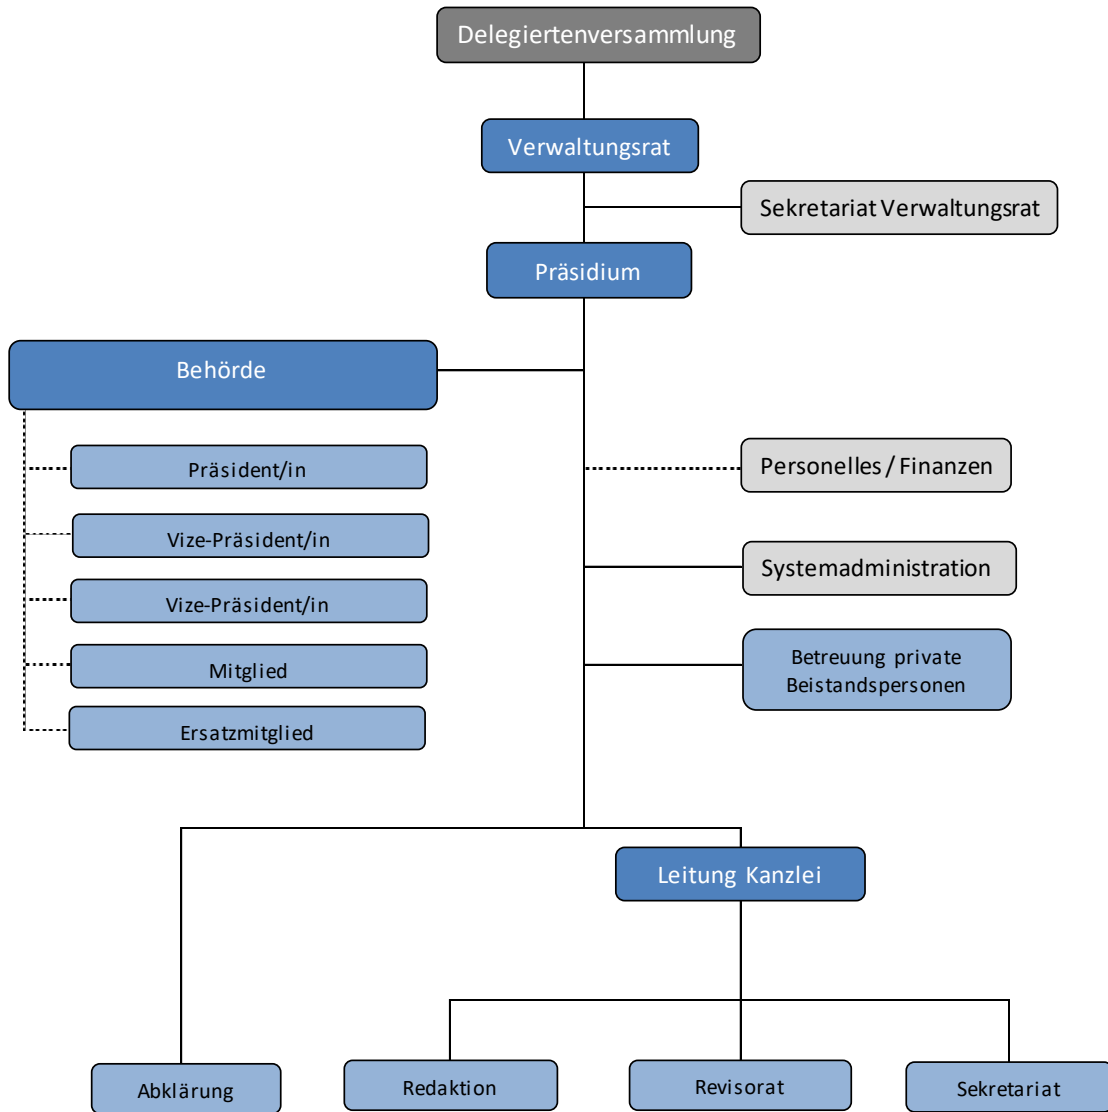 Delegiertenversammlung
Verwaltungsrat
Sekretariat Verwaltungsrat
Präsidium
Behörde
Präsident/in
Vize-Präsident/in
Vize-Präsident/in
Mitglied
Ersatzmitglied
Personelles / Finanzen
Systemadministration
Betreuung private
Beistandspersonen
Leitung Kanzlei
Abklärung
Redaktion
Revisorat
Sekretariat